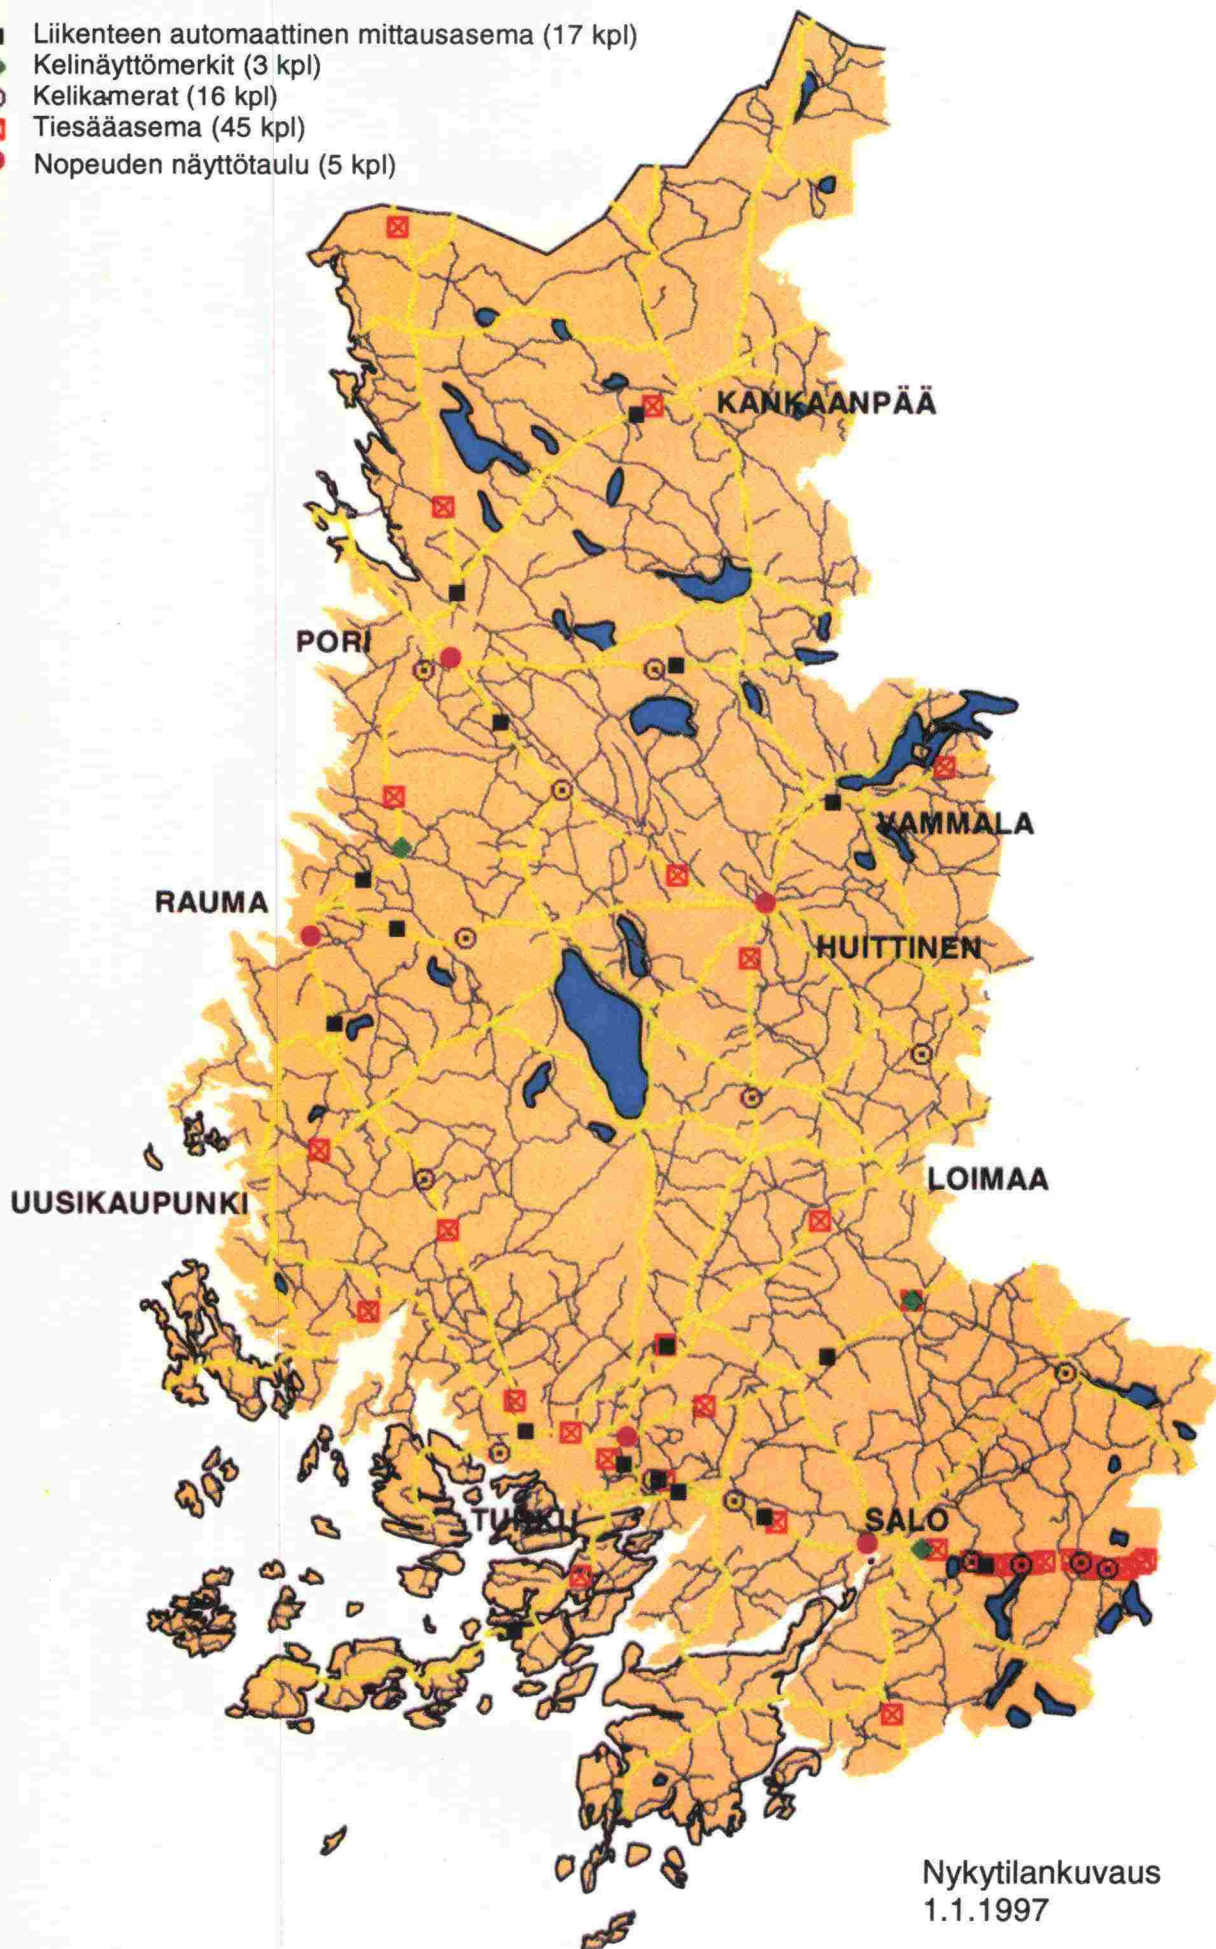 Liikenteen automaattinen mittausasema (17 kpl)
Kelinäyttömerkit (3 kpl)
Kelikamerat (16 kpl)
Tiesääasema (45 kpl)
Nopeuden näyttötaulu (5 kpl)
KANKAANPÄÄ
PORI
VAMMALA
RAUMA
HUITTINEN
LOIMAA
UUSIKAUPUNKI
TURKU
SALO
Nykytilankuvaus
1.1.1997